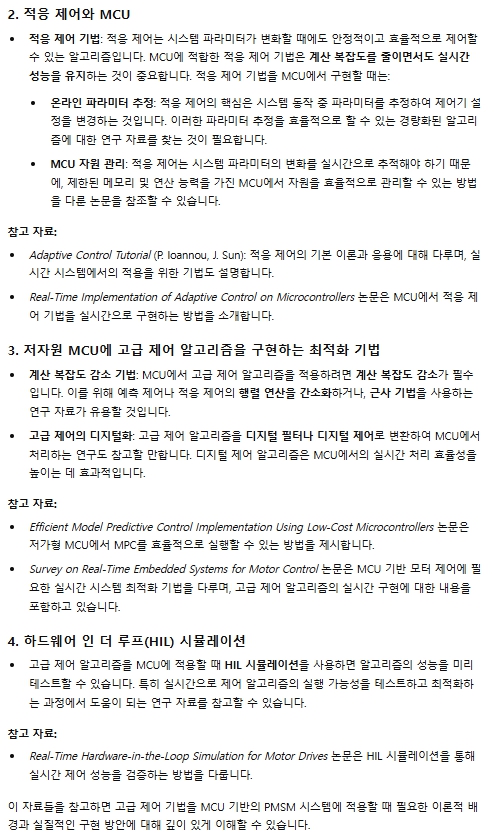 2. 적응 제어와 MCU
• 적응 제어 기법: 적응 제어는 시스템 파라미터가 변화할 때에도 안정적이고 효율적으로 제어할
수 있는 알고리즘입니다. MCU에 적합한 적응 제어 기법은 계산 복잡도를 줄이면서도 실시간
성능을 유지하는 것이 중요합니다. 적응 제어 기법을 MCU에서 구현할 때는:
• 온라인 파라미터 추정: 적응 제어의 핵심은 시스템 동작 중 파라미터를 추정하여 제어기 설
정을 변경하는 것입니다. 이러한 파라미터 추정을 효율적으로 할 수 있는 경량화된 알고리
즘에 대한 연구 자료를 찾는 것이 필요합니다.
• MCU 자원 관리: 적응 제어는 시스템 파라미터의 변화를 실시간으로 추적해야 하기 때문
에, 제한된 메모리 및 연산 능력을 가진 MCU에서 자원을 효율적으로 관리할 수 있는 방법
을 다룬 논문을 참조할 수 있습니다.
참고 자료:
• Adaptive Control Tutorial (P. Ioannou, J. Sun): 적응 제어의 기본 이론과 응용에 대해 다루며, 실
시간 시스템에서의 적용을 위한 기법도 설명합니다.
• Real-Time Implementation of Adaptive Control on Microcontrollers 논문은 MCU에서 적응 제
어 기법을 실시간으로 구현하는 방법을 소개합니다.
3. 저자원 MCU에 고급 제어 알고리즘을 구현하는 최적화 기법
• 계산 복잡도 감소 기법: MCU에서 고급 제어 알고리즘을 적용하려면 계산 복잡도 감소가 필수
입니다. 이를 위해 예측 제어나 적응 제어의 행렬 연산을 간소화하거나, 근사 기법을 사용하는
연구 자료가 유용할 것입니다.
• 고급 제어의 디지털화: 고급 제어 알고리즘을 디지털 필터나 디지털 제어로 변환하여 MCU에서
처리하는 연구도 참고할 만합니다. 디지털 제어 알고리즘은 MCU에서의 실시간 처리 효율성을
높이는 데 효과적입니다.
참고 자료:
• Efficient Model Predictive Control Implementation Using Low-Cost Microcontrollers 논문은
저가형 MCU에서 MPC를 효율적으로 실행할 수 있는 방법을 제시합니다.
• Survey on Real-Time Embedded Systems for Motor Control 논문은 MCU 기반 모터 제어에 필
요한 실시간 시스템 최적화 기법을 다루며, 고급 제어 알고리즘의 실시간 구현에 대한 내용을
포함하고 있습니다.
4. 하드웨어 인 더 루프(HIL) 시뮬레이션
• 고급 제어 알고리즘을 MCU에 적용할 때 HIL 시뮬레이션을 사용하면 알고리즘의 성능을 미리
테스트할 수 있습니다. 특히 실시간으로 제어 알고리즘의 실행 가능성을 테스트하고 최적화하
는 과정에서 도움이 되는 연구 자료를 참고할 수 있습니다.
참고 자료:
• Real-Time Hardware-in-the-Loop Simulation for Motor Drives 논문은 HIL 시뮬레이션을 통해
실시간 제어 성능을 검증하는 방법을 다룹니다.
이 자료들을 참고하면 고급 제어 기법을 MCU 기반의 PMSM 시스템에 적용할 때 필요한 이론적 배
경과 실질적인 구현 방안에 대해 깊이 있게 이해할 수 있습니다.